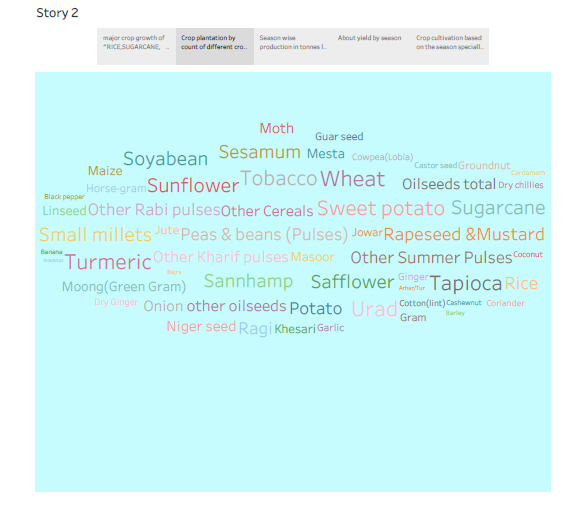 Story 2
major crop growth of "RICE,SUGARCANE, ..
Crop plantation by count of different cro..
Season wise production in tonnes I..
About yield by season
Crop cultivation based on the season speciall..
Moth
Guar seed
Soyabean
Sesamum
Mesta
Cowpea(Lobia)
Castor seed
Groundnut
Maize
Cardamom
Horse-gram
Sunflower
Tobacco
Wheat
Oilseeds total
Dry chillies
Black pepper
Linseed
Other Rabi pulses
Other Cereals
Sweet potato
Sugarcane
Small millets
Jute
Peas & beans (Pulses)
Jowar
Rapeseed &Mustard
Banana
Turmeric
Other Kharif pulses
Masoor
Other Summer Pulses
Coconut
Moong(Green Gram)
Bajra
Sannhamp
Safflower
Ginger
Arhar/Tur
Tapioca
Rice
Dry Ginger
Onion
other oilseeds
Potato
Urad
Cotton(lint)
Cashewnut
Coriander
Gram
Barley
Niger seed
Ragi
Khesari
Garlic